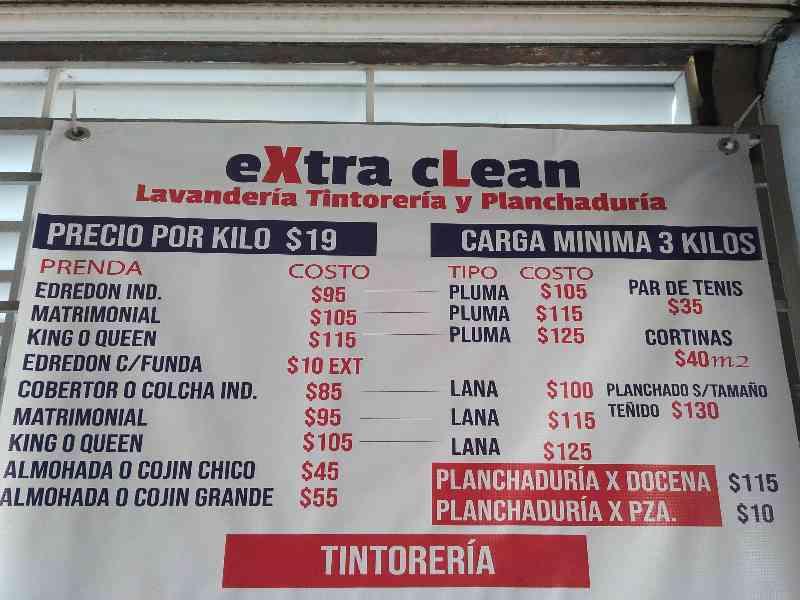 eXtra cLean
Lavandería Tintorería y Planchaduría
PRECIO POR KILO $19
CARGA MINIMA 3 KILOS
PRENDA COSTO TIPO COSTO
EDREDON IND. $95 PLUMA $105 PAR DE TENIS
$35
MATRIMONIAL $105 PLUMA $115
KING O QUEEN $115 PLUMA $125 CORTINAS
$40 m2
EDREDON C/FUNDA $10 EXT
COBERTOR O COLCHA IND. $85 LANA $100 PLANCHADO S/TAMAÑO
MATRIMONIAL $95 LANA $115 TEÑIDO $130
KING O QUEEN $105 LANA $125
ALMOHADA O COJIN CHICO $45
ALMOHADA O COJIN GRANDE $55
PLANCHADURÍA X DOCENA $115
PLANCHADURÍA X PZA. $10
TINTORERÍA